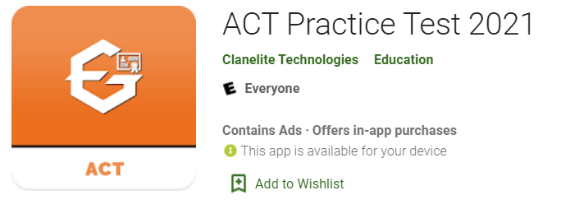 ACT Practice Test 2021
Clanelite Technologies Education
E Everyone
Contains Ads · Offers in-app purchases
This app is available for your device
Add to Wishlist
EG
ACT